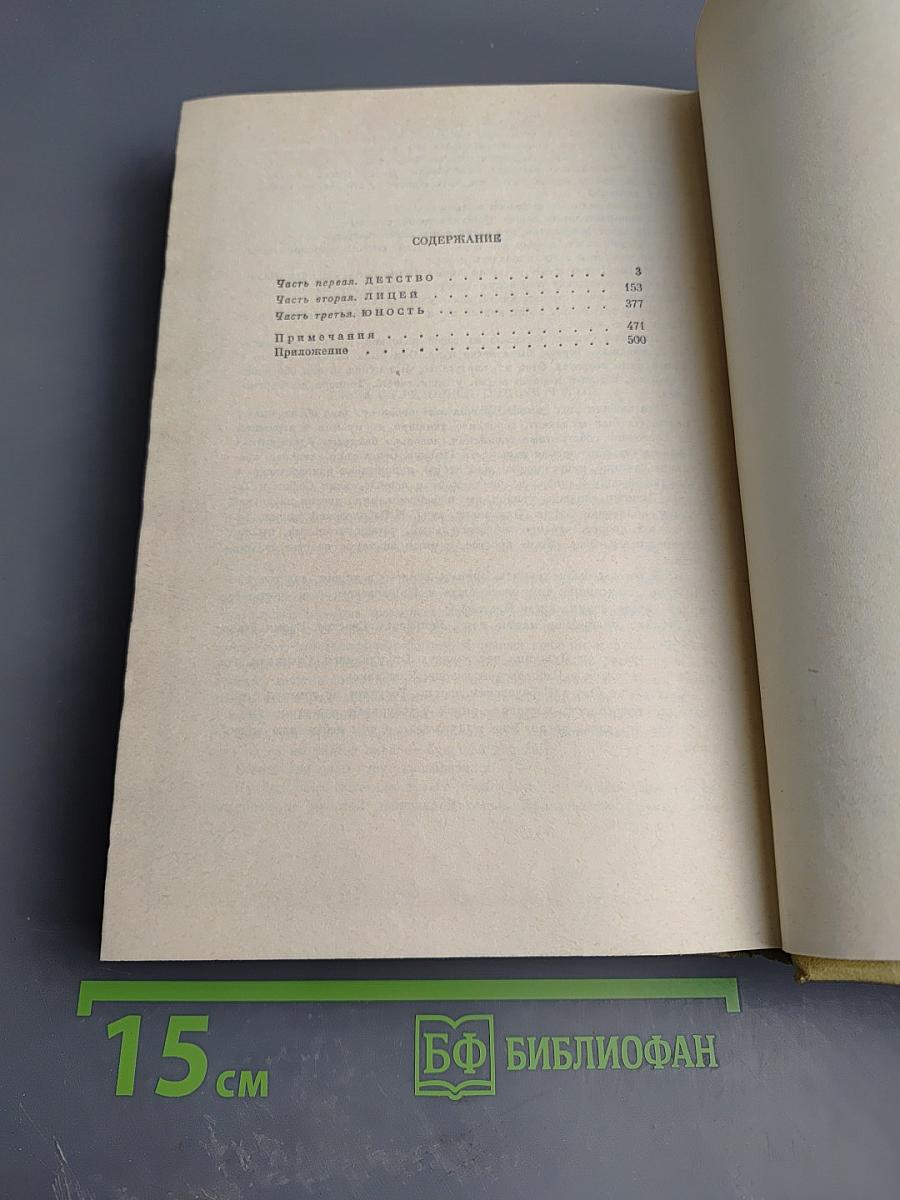 СОДЕРЖАНИЕ
Часть первая. ДЕТСТВО . . . . . . . . . . . 3
Часть вторая. ЛИЦЕЙ . . . . . . . . . . . . 153
Часть третья. ЮНОСТЬ . . . . . . . . . . . 377
Примечания . . . . . . . . . . . . . . 471
Приложение . . . . . . . . . . . . . . 500
15 см
БФ БИБЛИОФАН